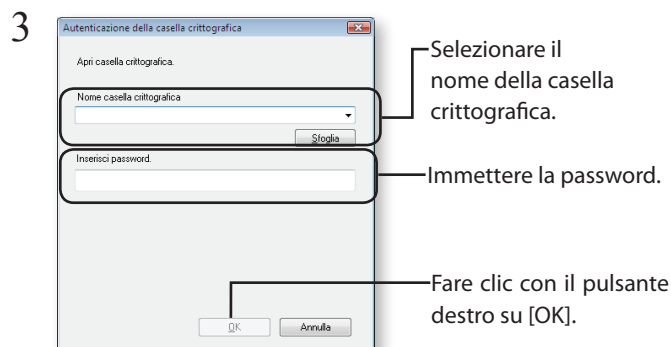 3
Autenticazione della casella crittografica
Apri casella crittografica.
Nome casella crittografica
Sfoglia
Inserisci password.
OK
Annulla
Selezionare il
nome della casella
crittografica.
Immettere la password.
Fare clic con il pulsante
destro su [OK].